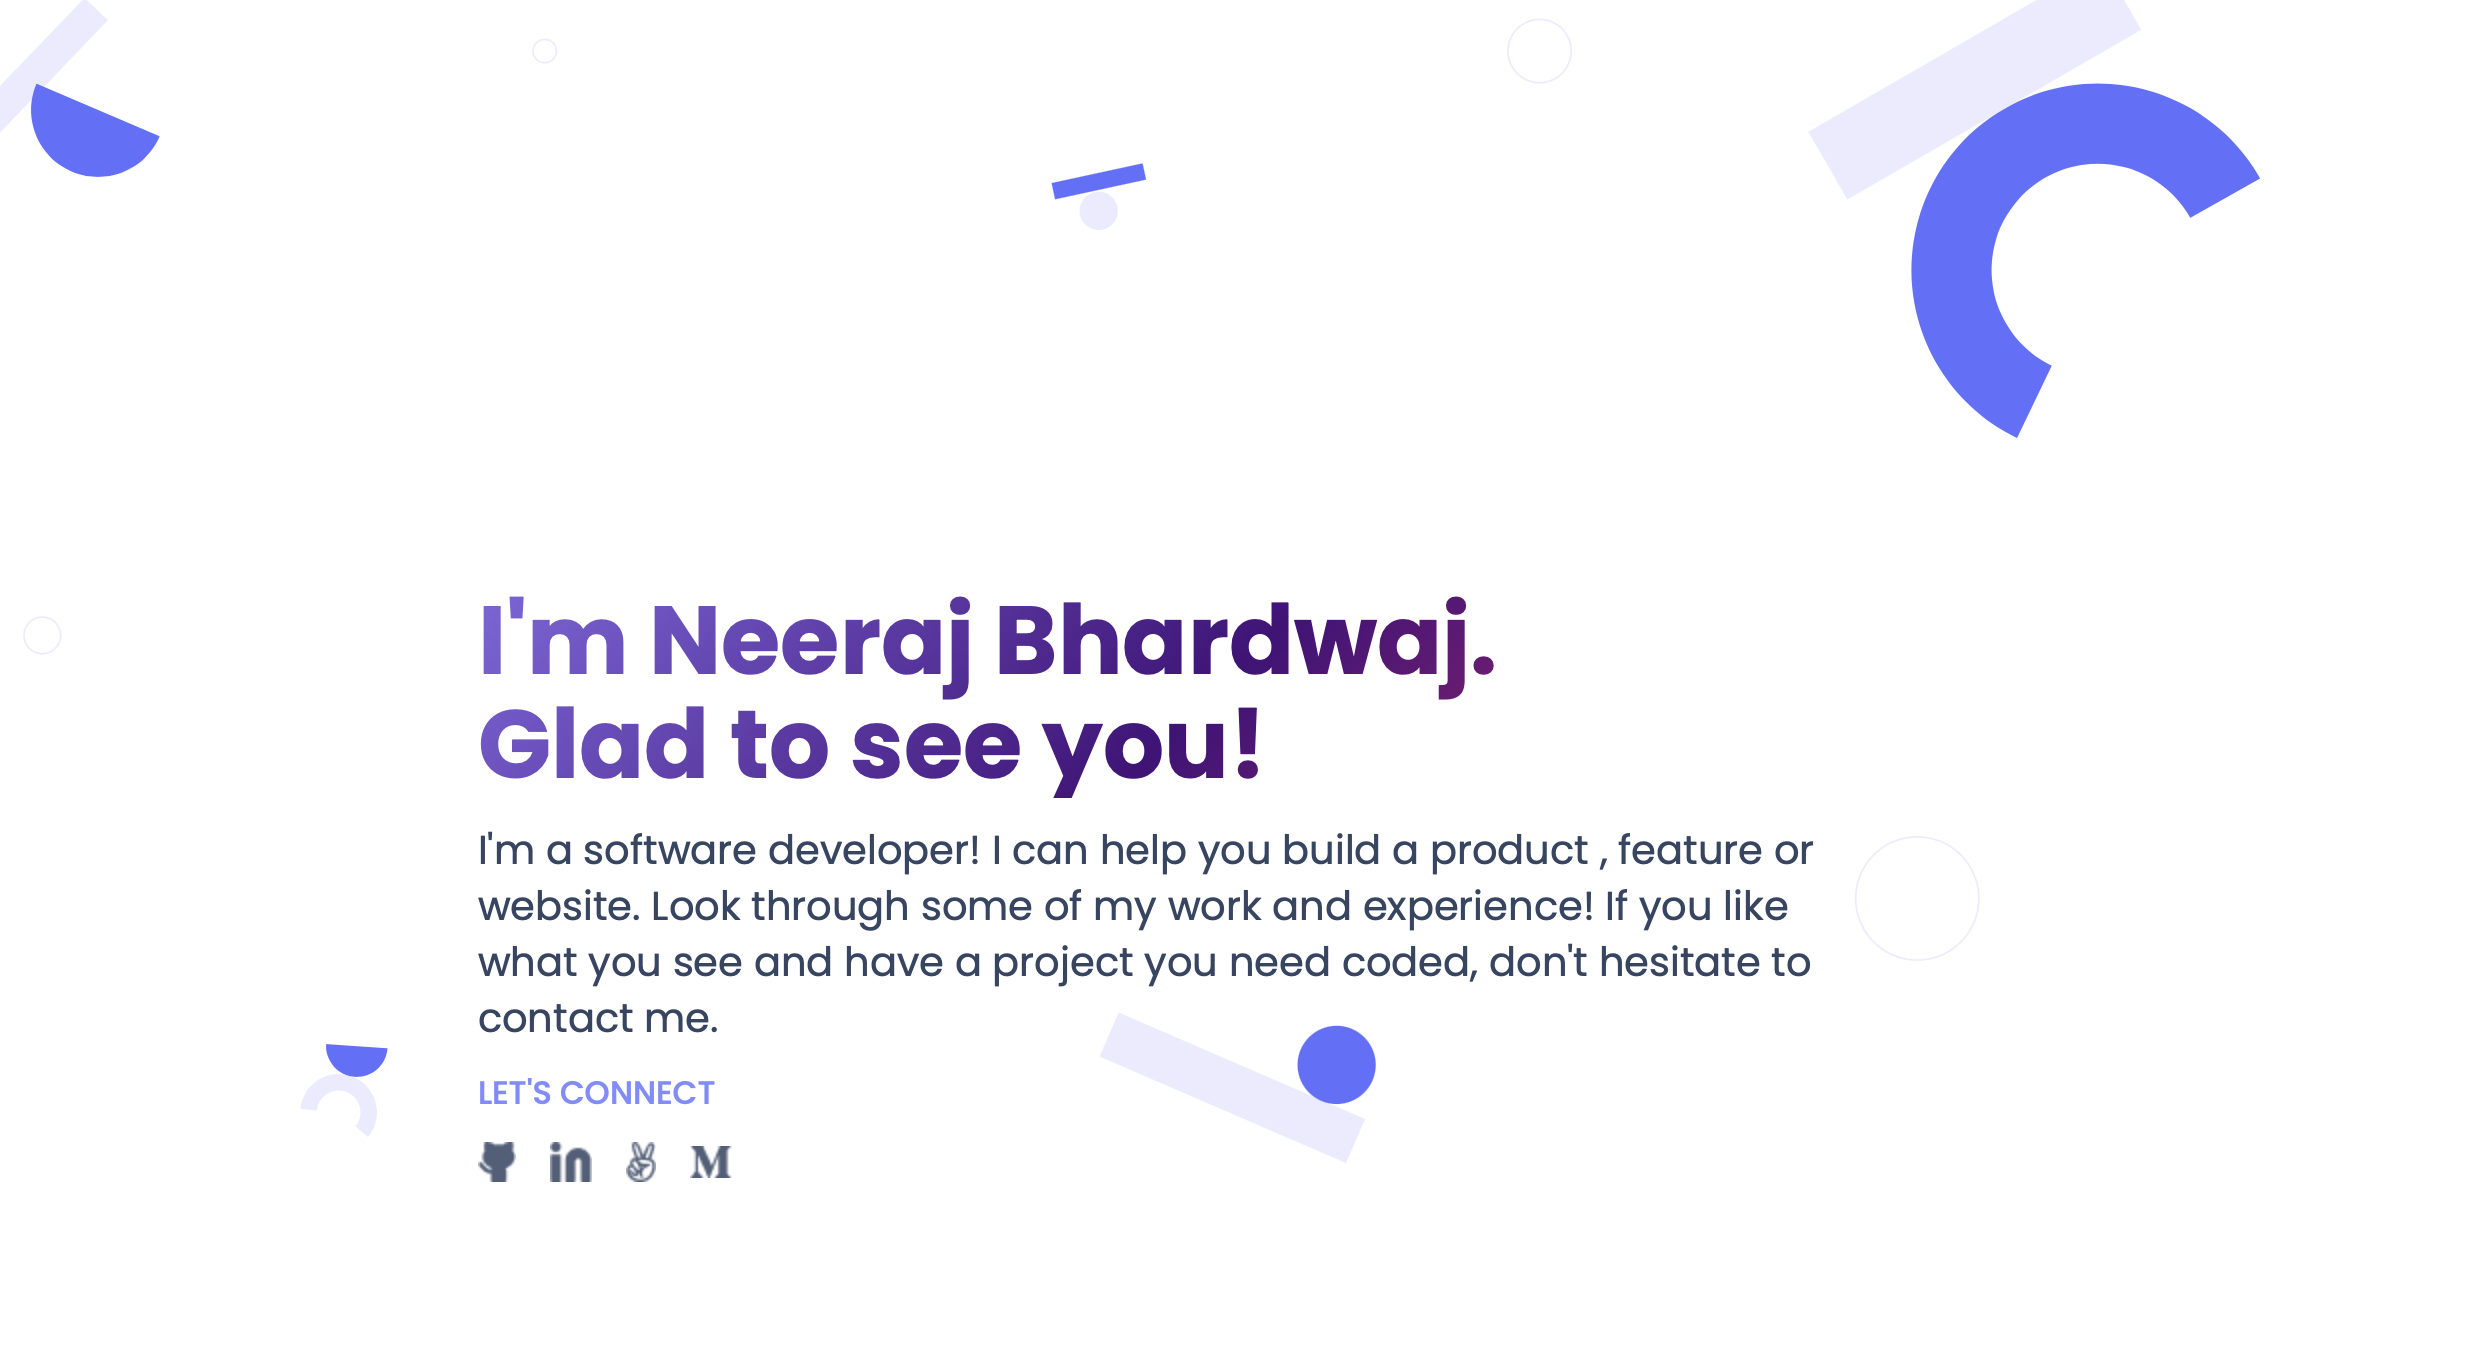 I'm Neeraj Bhardwaj.
Glad to see you!
I'm a software developer! I can help you build a product , feature or
website. Look through some of my work and experience! If you like
what you see and have a project you need coded, don't hesitate to
contact me.
LET'S CONNECT
in M